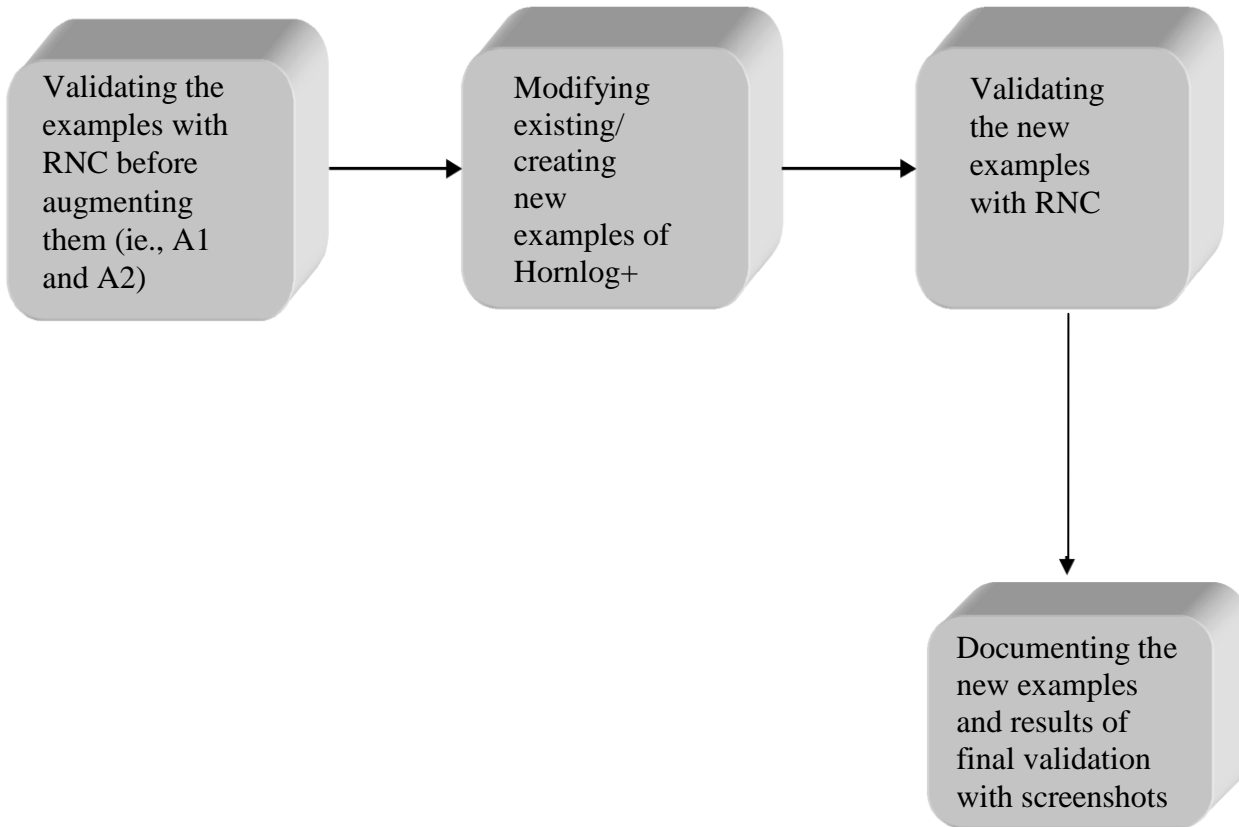 Validating the
examples with
RNC before
augmenting
them (ie., A1
and A2)
Modifying
existing/
creating
new
examples of
Hornlog+
Validating
the new
examples
with RNC
Documenting the
new examples
and results of
final validation
with screenshots